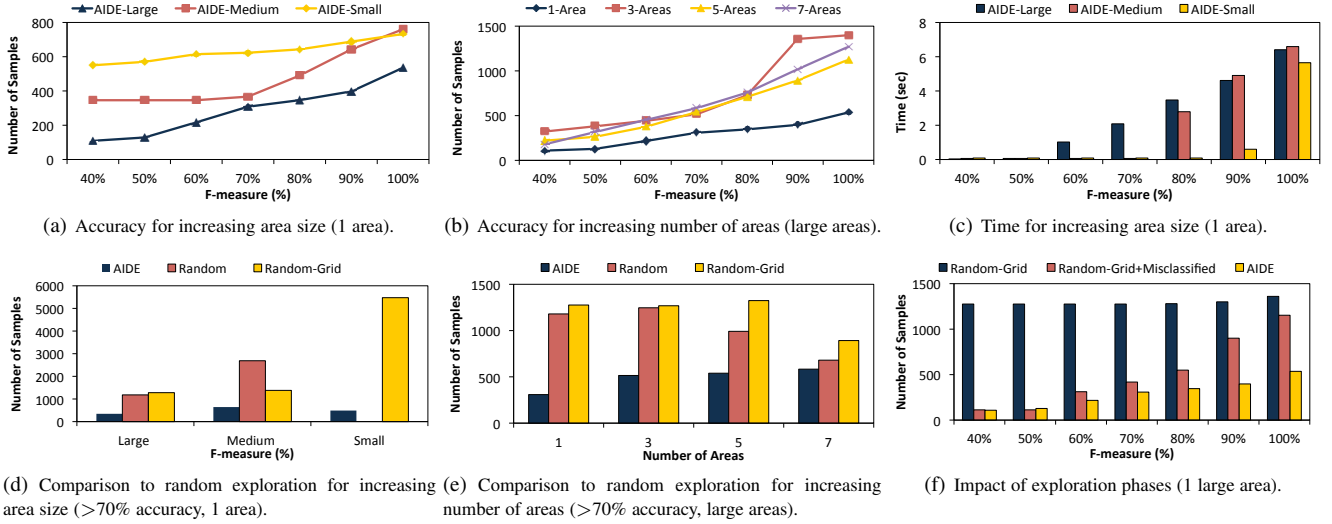 AIDE-Large AIDE-Medium AIDE-Small
Number of Samples
800
600
400
200
0
40% 50% 60% 70% 80% 90% 100%
F-measure (%)
(a) Accuracy for increasing area size (1 area).
1-Area 3-Areas 5-Areas 7-Areas
Number of Samples
1500
1000
500
0
40% 50% 60% 70% 80% 90% 100%
F-measure (%)
(b) Accuracy for increasing number of areas (large areas).
AIDE-Large AIDE-Medium AIDE-Small
Time (sec)
8
6
4
2
0
40% 50% 60% 70% 80% 90% 100%
F-measure (%)
(c) Time for increasing area size (1 area).
AIDE Random Random-Grid
Number of Samples
6000
5000
4000
3000
2000
1000
0
Large Medium Small
F-measure (%)
(d) Comparison to random exploration for increasing
area size (>70% accuracy, 1 area).
AIDE Random Random-Grid
Number of Samples
1500
1000
500
0
1 3 5 7
Number of Areas
(e) Comparison to random exploration for increasing
number of areas (>70% accuracy, large areas).
Random-Grid Random-Grid+Misclassified AIDE
Number of Samples
1500
1000
500
0
40% 50% 60% 70% 80% 90% 100%
F-measure (%)
(f) Impact of exploration phases (1 large area).